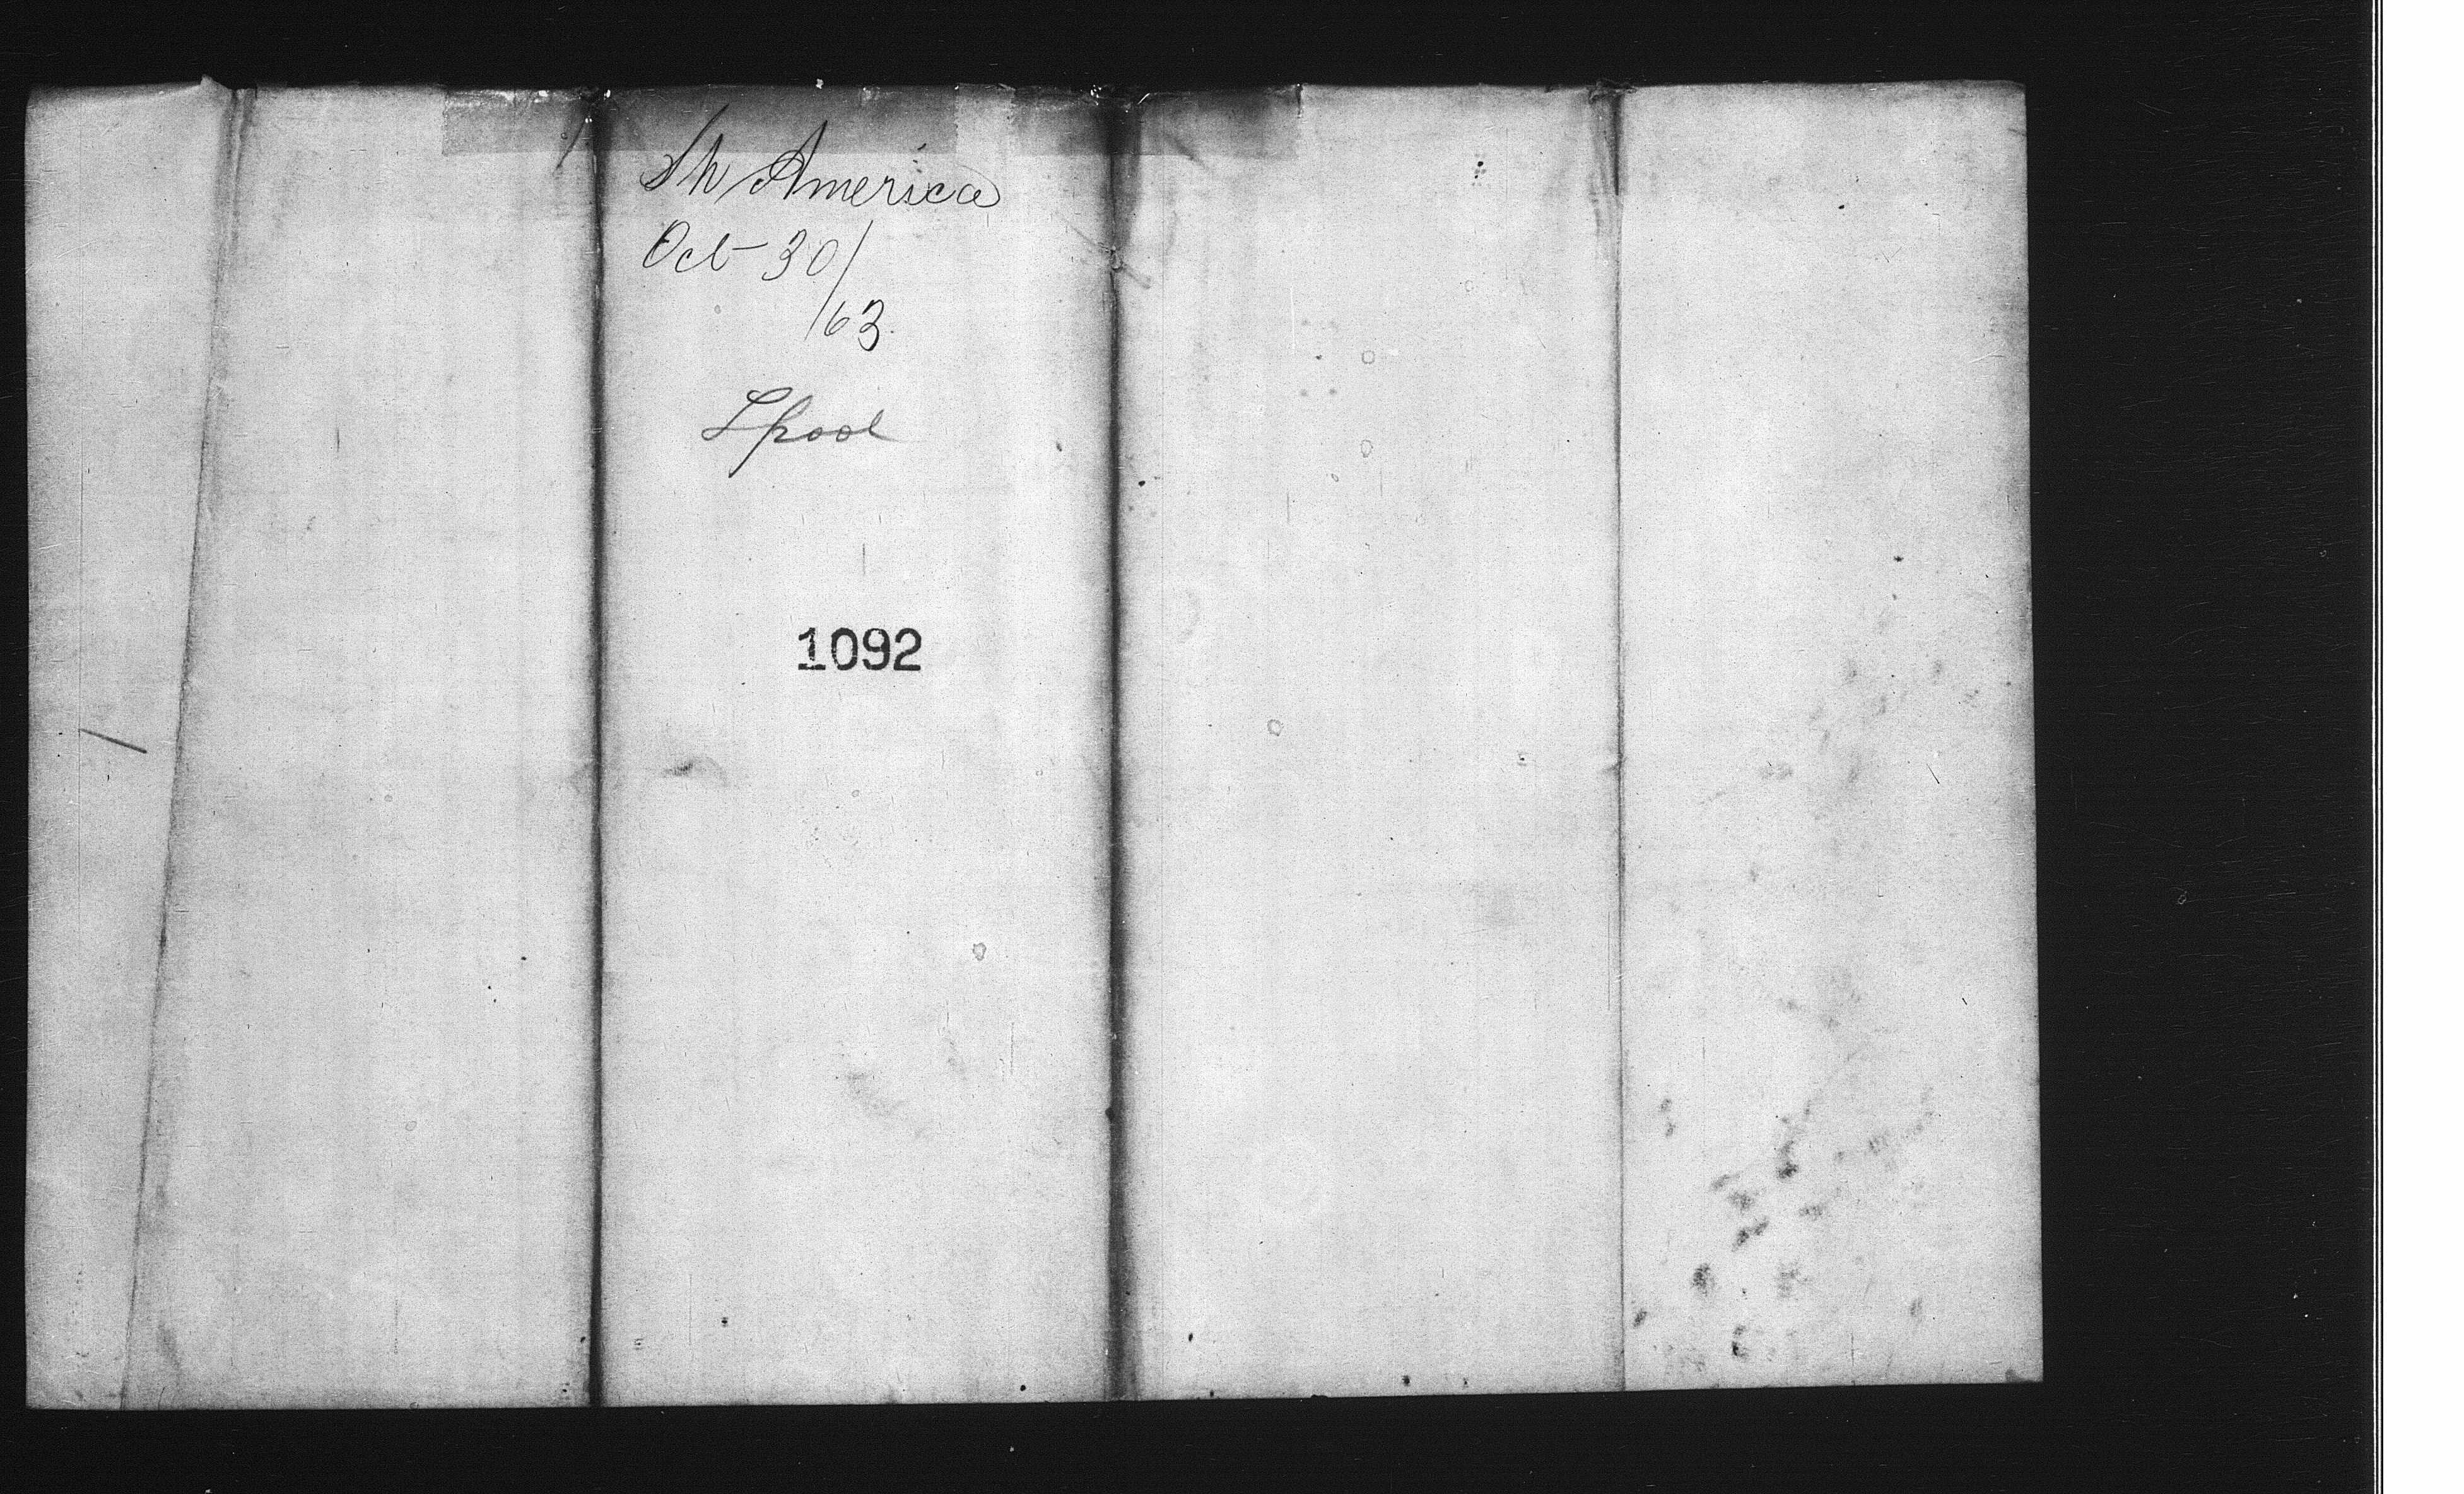 Sh America
Oct 30/
/63.
Lpool
1092